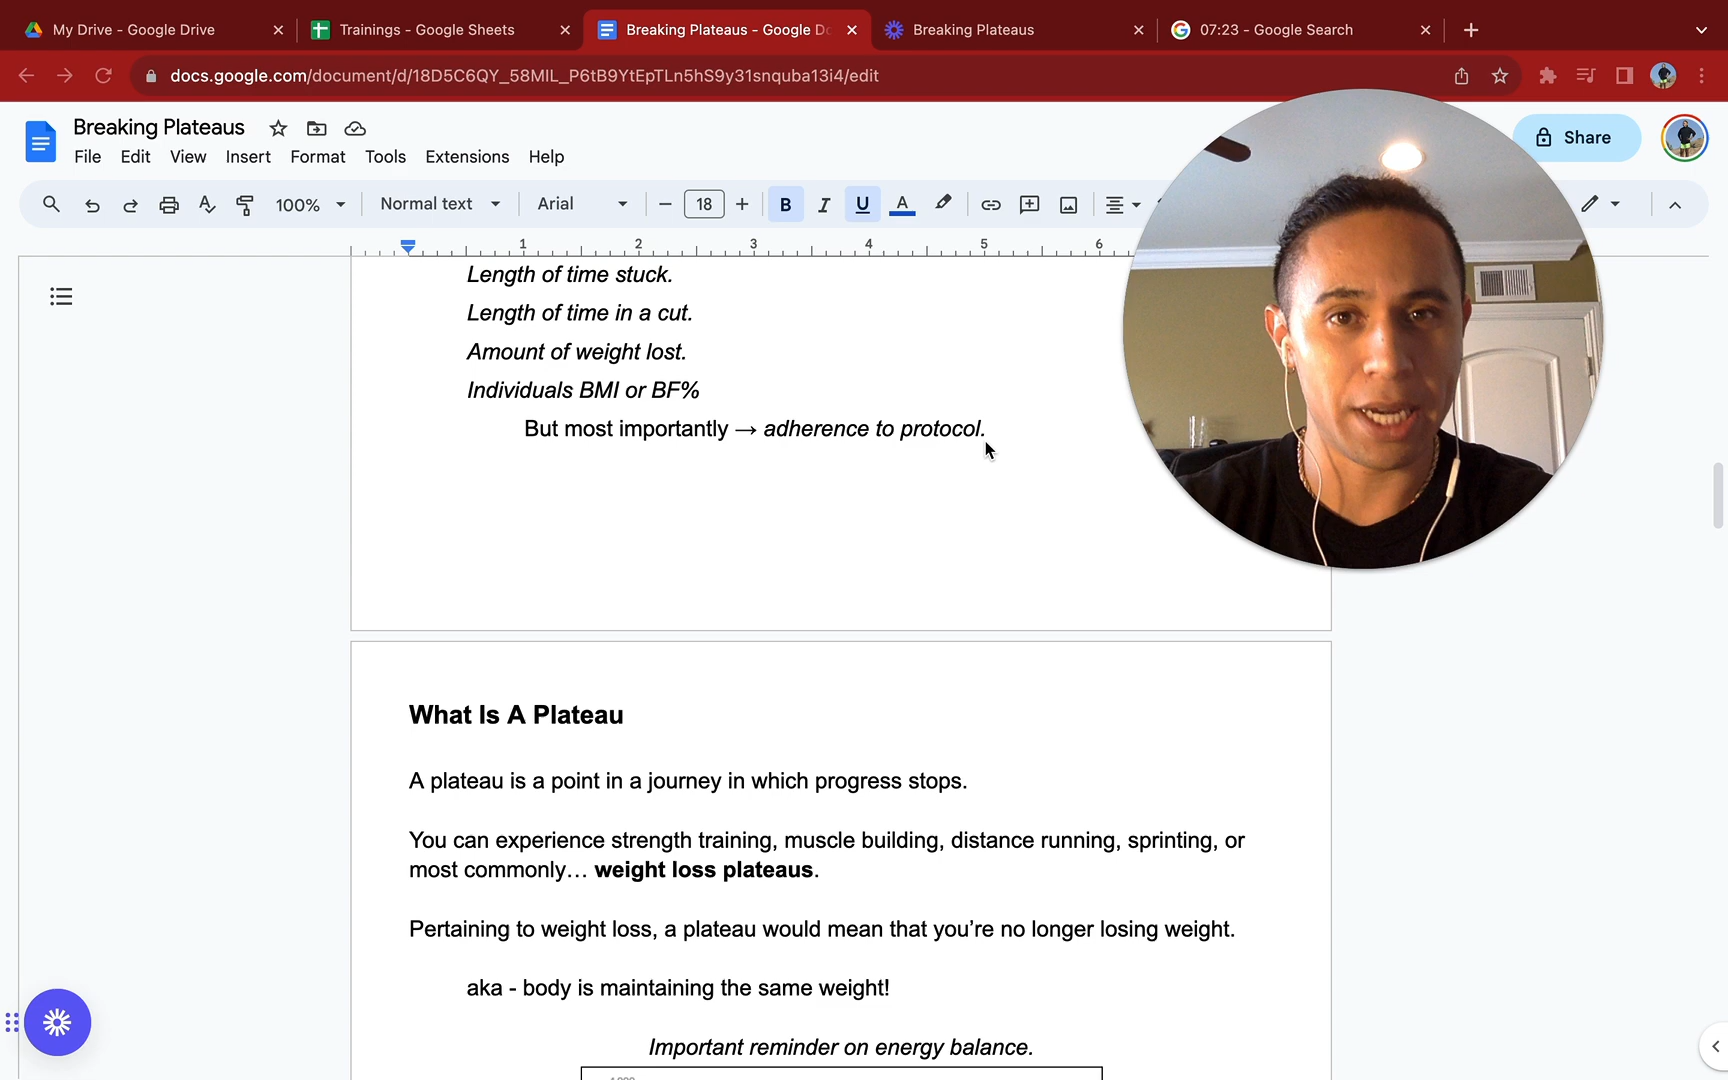 My Drive - Google Drive
Trainings - Google Sheets
Breaking Plateaus - Google Do
Breaking Plateaus
07:23 - Google Search
docs.google.com/document/d/18D5C6QY_58MIL_P6tB9YtEpTLn5hS9y31snquba13i4/edit
Breaking Plateaus
File Edit View Insert Format Tools Extensions Help
Share
100% Normal text Arial 18 B I U A
1 2 3 4 5 6
Length of time stuck.
Length of time in a cut.
Amount of weight lost.
Individuals BMI or BF%
But most importantly → adherence to protocol.
What Is A Plateau
A plateau is a point in a journey in which progress stops.
You can experience strength training, muscle building, distance running, sprinting, or
most commonly… weight loss plateaus.
Pertaining to weight loss, a plateau would mean that you’re no longer losing weight.
aka - body is maintaining the same weight!
Important reminder on energy balance.